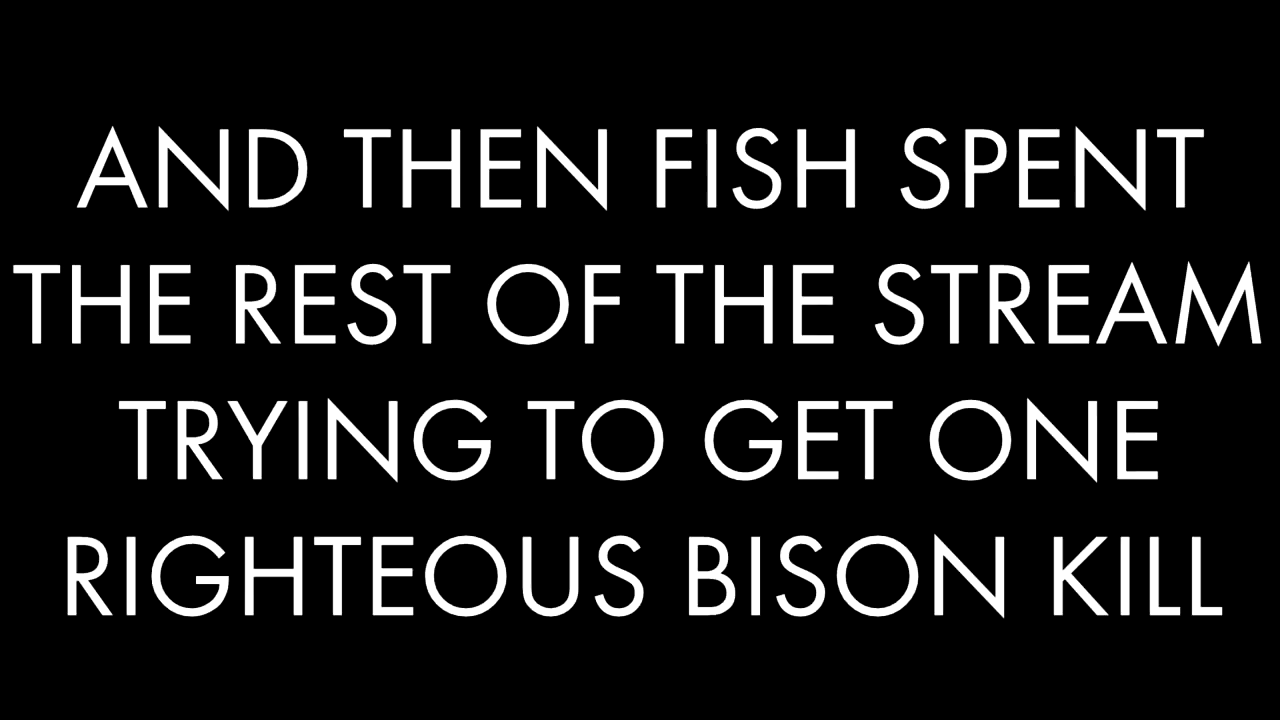 AND THEN FISH SPENT
THE REST OF THE STREAM
TRYING TO GET ONE
RIGHTEOUS BISON KILL